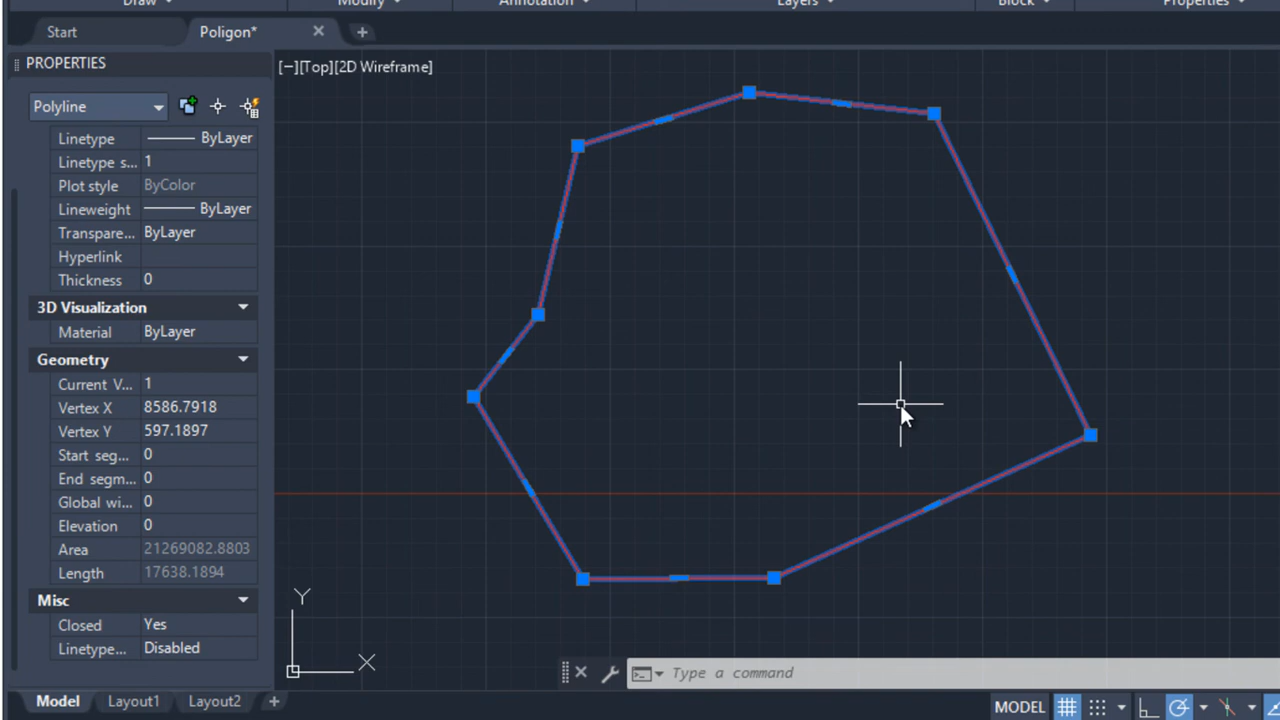 Draw Modify Annotation Layers Block Properties
Start Poligon*
PROPERTIES
[−][Top][2D Wireframe]
Polyline
Linetype ByLayer
Linetype s... 1
Plot style ByColor
Lineweight ByLayer
Transpare... ByLayer
Hyperlink
Thickness 0
3D Visualization
Material ByLayer
Geometry
Current V... 1
Vertex X 8586.7918
Vertex Y 597.1897
Start seg... 0
End segm... 0
Global wi... 0
Elevation 0
Area 21269082.8803
Length 17638.1894
Misc
Closed Yes
Linetype... Disabled
Y
X
Type a command
Model Layout1 Layout2 +
MODEL